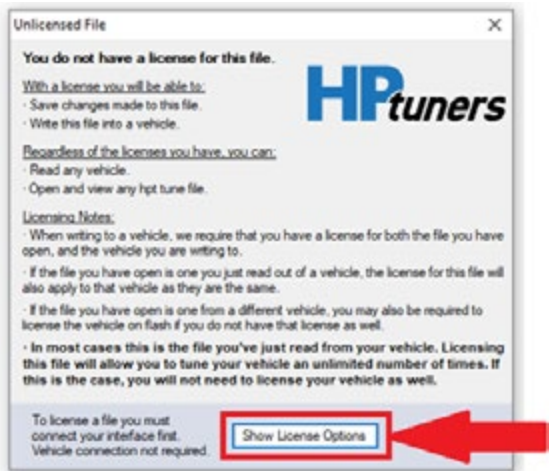 Unlicensed File
You do not have a license for this file.
HPtuners
With a license you will be able to:
· Save changes made to this file.
· Write this file into a vehicle.
Regardless of the licenses you have, you can:
· Read any vehicle.
· Open and view any hpt tune file.
Licensing Notes:
· When writing to a vehicle, we require that you have a license for both the file you have
open, and the vehicle you are writing to.
· If the file you have open is one you just read out of a vehicle, the license for this file will
also apply to that vehicle as they are the same.
· If the file you have open is one from a different vehicle, you may also be required to
license the vehicle on flash if you do not have that license as well.
· In most cases this is the file you've just read from your vehicle. Licensing
this file will allow you to tune your vehicle an unlimited number of times. If
this is the case, you will not need to license your vehicle as well.
To license a file you must
connect your interface first.
Vehicle connection not required.
Show License Options